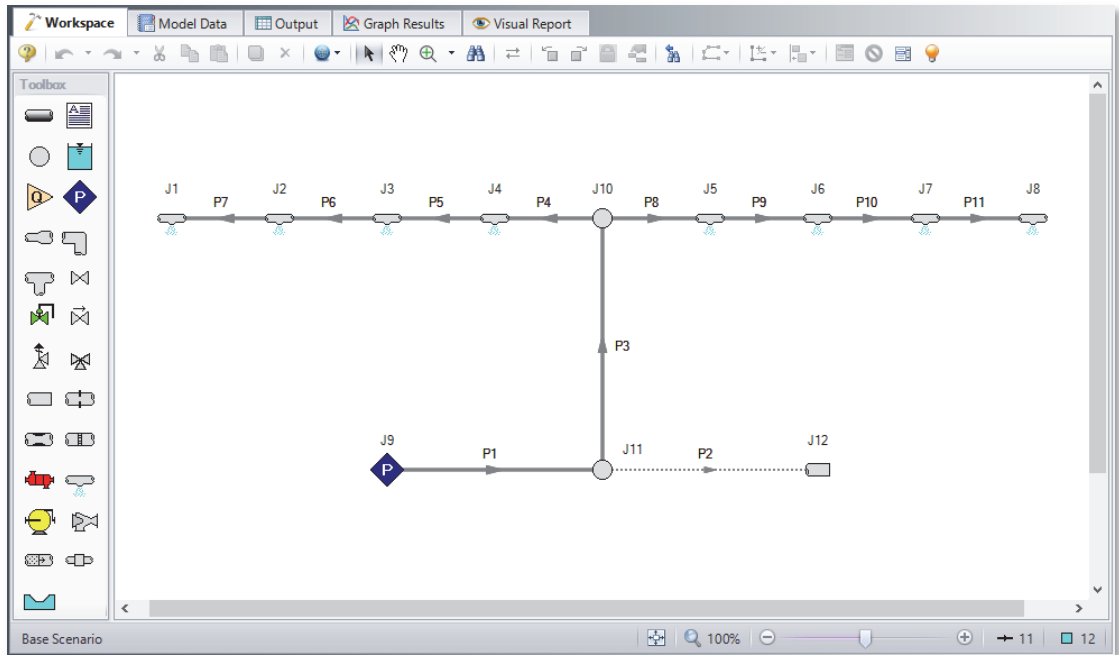 Workspace Model Data Output Graph Results Visual Report
Toolbox
A
Q P
J1 J2 J3 J4 J10 J5 J6 J7 J8
P7 P6 P5 P4 P8 P9 P10 P11
P3
J9 J11 J12
P1 P2
P
Base Scenario 100% 11 12